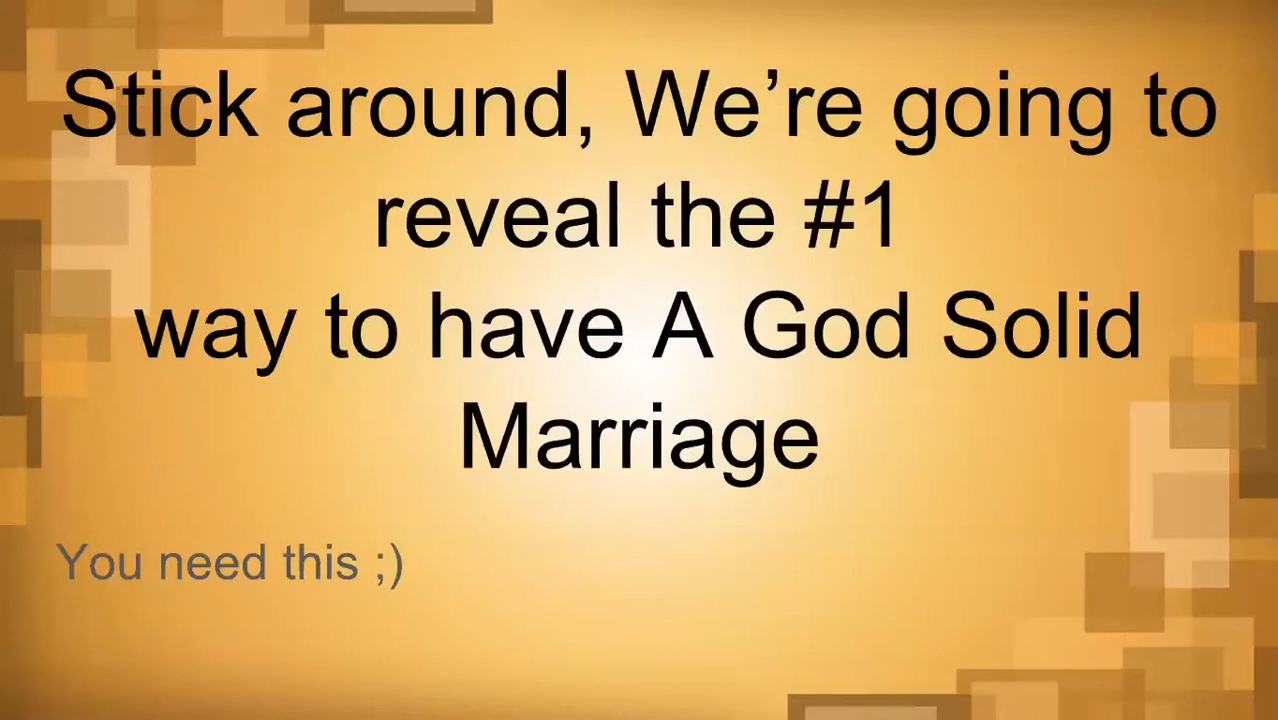 Stick around, We’re going to
reveal the #1
way to have A God Solid
Marriage
You need this ;)